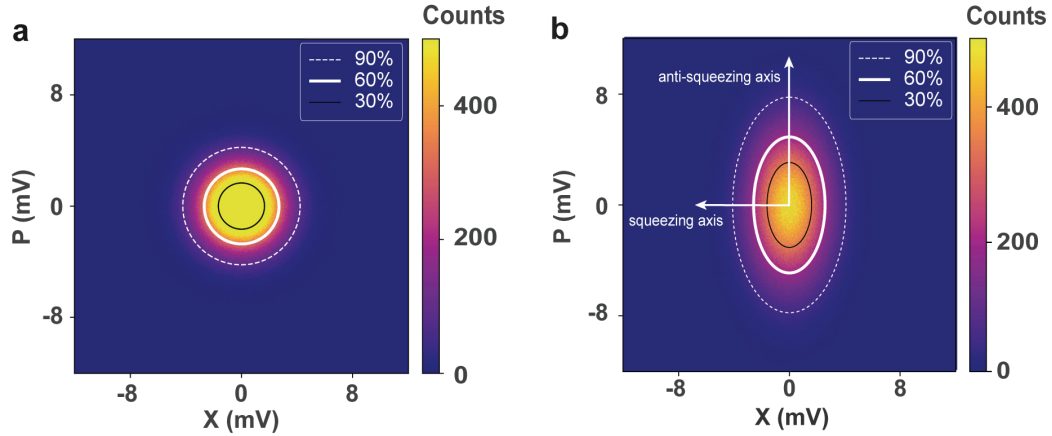 a
Counts
90%
60%
30%
8
0
-8
P (mV)
-8
0
8
X (mV)
400
200
0
b
Counts
90%
60%
30%
anti-squeezing axis
squeezing axis
8
0
-8
P (mV)
-8
0
8
X (mV)
400
200
0